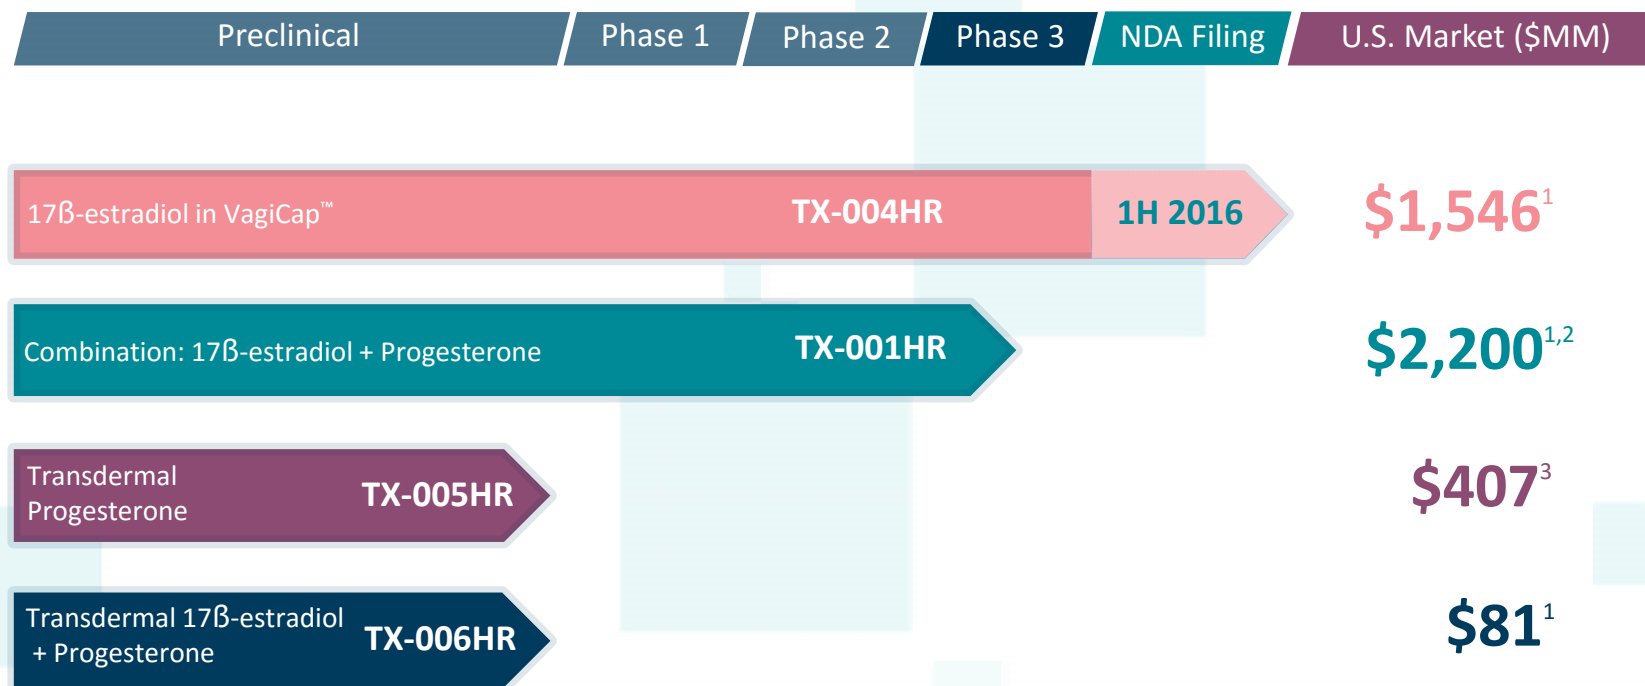 Preclinical Phase 1 Phase 2 Phase 3 NDA Filing U.S. Market ($MM)
17ß-estradiol in VagiCap™ TX-004HR 1H 2016 $1,546¹
Combination: 17ß-estradiol + Progesterone TX-001HR $2,200¹,²
Transdermal
Progesterone TX-005HR $407³
Transdermal 17ß-estradiol
+ Progesterone TX-006HR $81¹